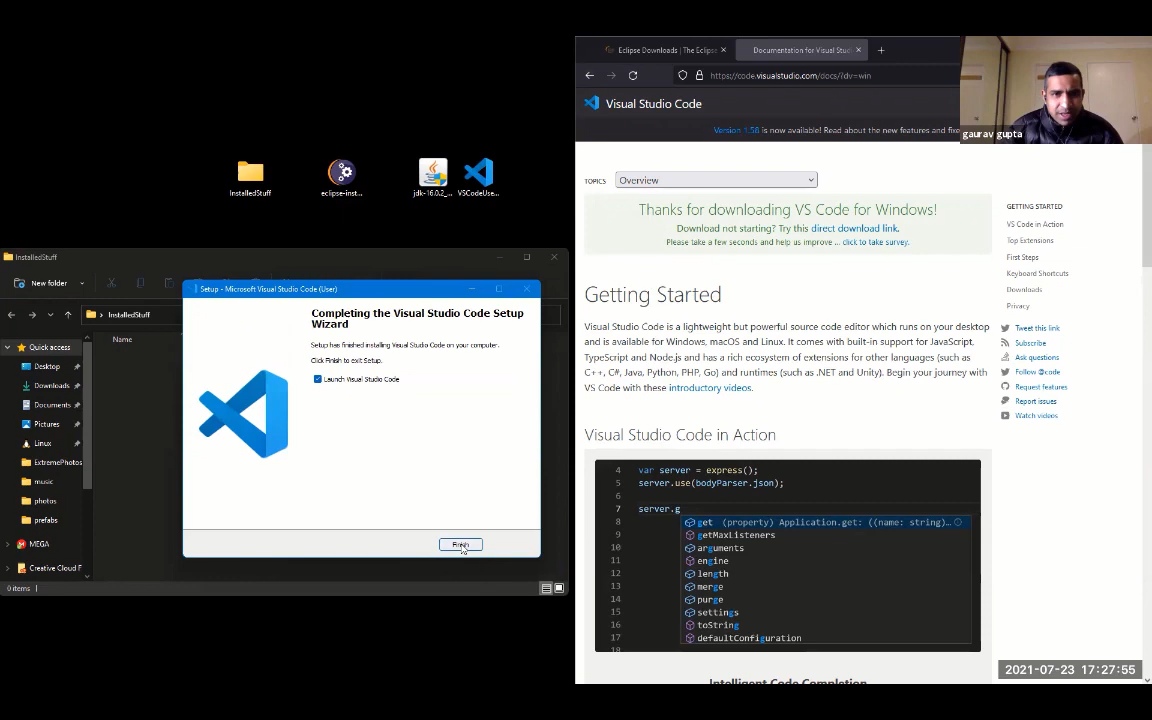 InstalledStuff
eclipse-inst...
jdk-16.0.2_...
VSCodeUse...
InstalledStuff
New folder
InstalledStuff
Name
Quick access
Desktop
Downloads
Documents
Pictures
Linux
ExtremePhotos
music
photos
prefabs
MEGA
Creative Cloud F
0 items
Setup - Microsoft Visual Studio Code (User)
Completing the Visual Studio Code Setup
Wizard
Setup has finished installing Visual Studio Code on your computer.
Click Finish to exit Setup.
Launch Visual Studio Code
Finish
Eclipse Downloads | The Eclipse
Documentation for Visual Studi
https://code.visualstudio.com/docs/?dv=win
Visual Studio Code
Version 1.58 is now available! Read about the new features and fixe
gaurav gupta
TOPICS
Overview
Thanks for downloading VS Code for Windows!
Download not starting? Try this direct download link.
Please take a few seconds and help us improve ... click to take survey.
Getting Started
Visual Studio Code is a lightweight but powerful source code editor which runs on your desktop
and is available for Windows, macOS and Linux. It comes with built-in support for JavaScript,
TypeScript and Node.js and has a rich ecosystem of extensions for other languages (such as
C++, C#, Java, Python, PHP, Go) and runtimes (such as .NET and Unity). Begin your journey with
VS Code with these introductory videos.
Visual Studio Code in Action
4 var server = express();
5 server.use(bodyParser.json);
6
7 server.g
8 get (property) Application.get: ((name: string)...
9 getMaxListeners
10 arguments
11 engine
12 length
13 merge
14 purge
15 settings
16 toString
17 defaultConfiguration
18
Intelligent Code Completion
GETTING STARTED
VS Code in Action
Top Extensions
First Steps
Keyboard Shortcuts
Downloads
Privacy
Tweet this link
Subscribe
Ask questions
Follow @code
Request features
Report issues
Watch videos
2021-07-23 17:27:55